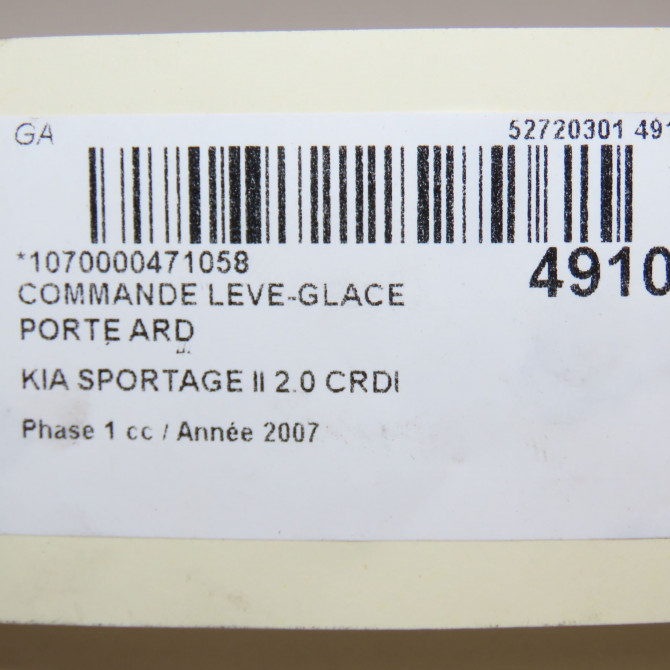 GA
52720301 491
*1070000471058
4910
COMMANDE LEVE-GLACE
PORTE ARD
KIA SPORTAGE II 2.0 CRDI
Phase 1 cc / Année 2007